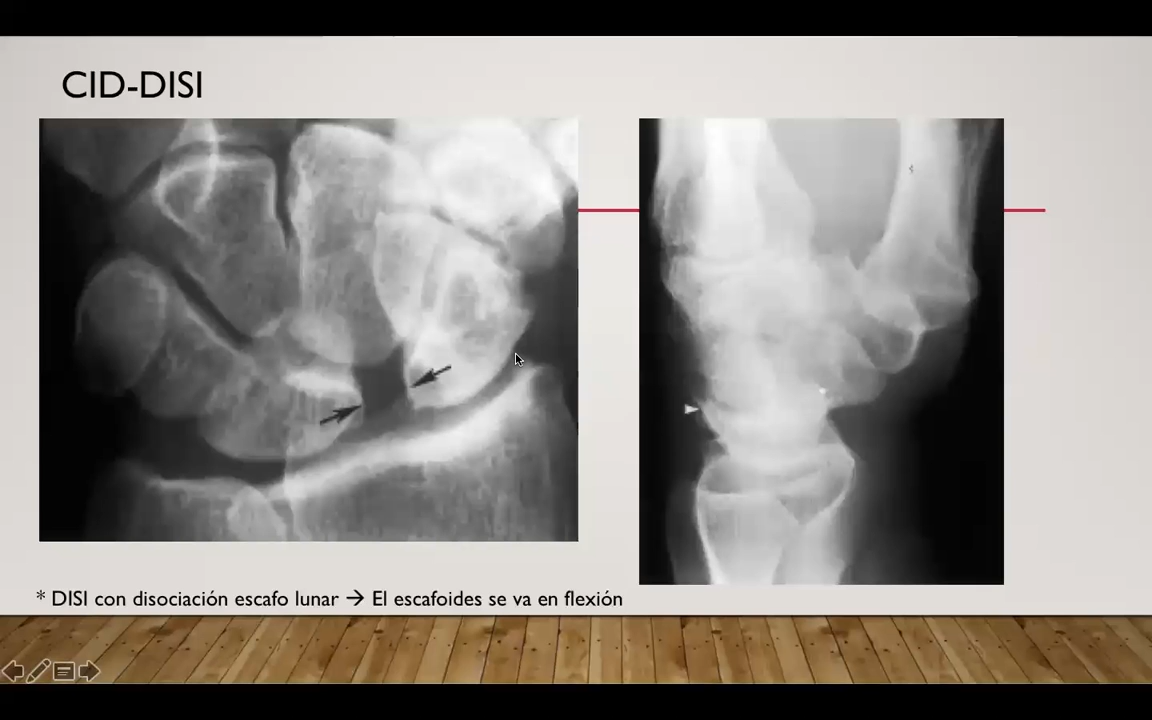 CID-DISI
* DISI con disociación escafo lunar → El escafoides se va en flexión